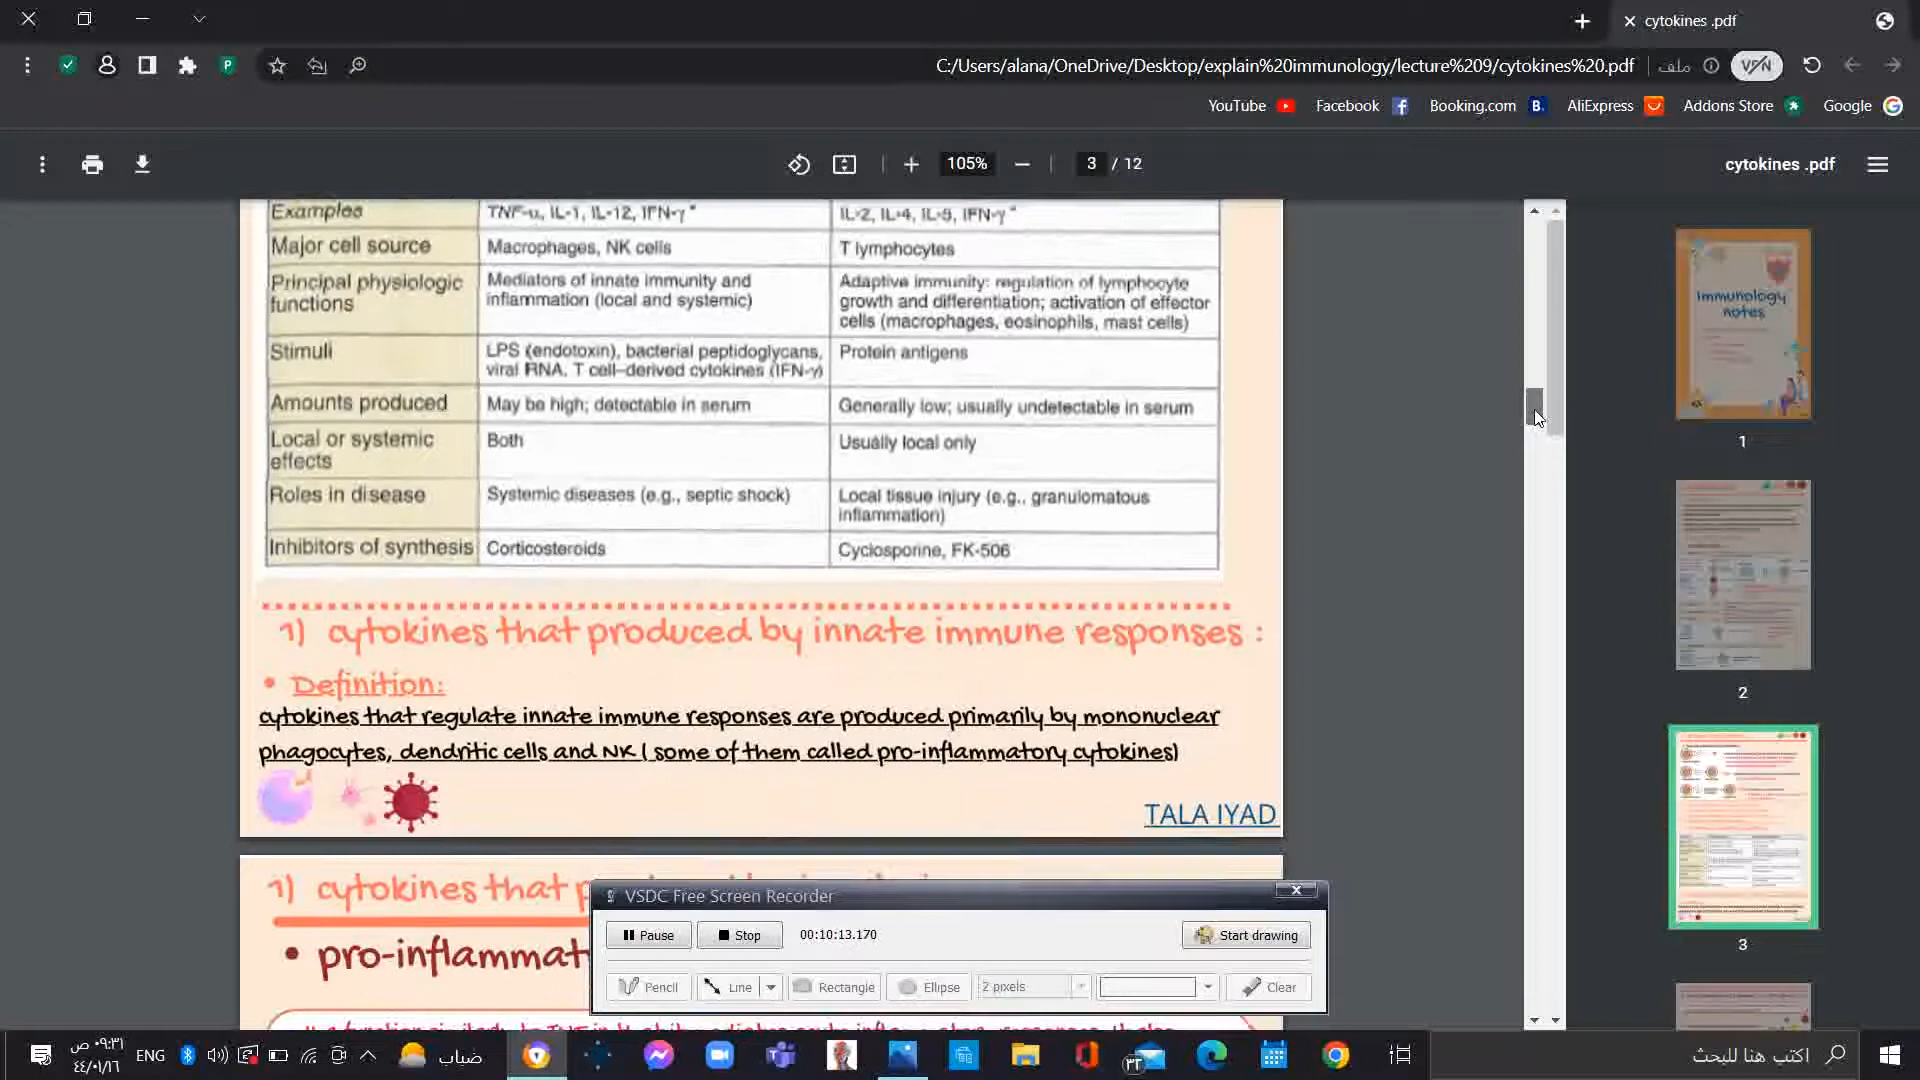 cytokines .pdf
C:/Users/alana/OneDrive/Desktop/explain%20immunology/lecture%209/cytokines%20.pdf
ملف
VPN
YouTube
Facebook
Booking.com
AliExpress
Addons Store
Google
105%
3 / 12
cytokines .pdf
Examples
TNF-α, IL-1, IL-12, IFN-γ*
IL-2, IL-4, IL-5, IFN-γ*
Major cell source
Macrophages, NK cells
T lymphocytes
Principal physiologic
functions
Mediators of innate immunity and
inflammation (local and systemic)
Adaptive immunity: regulation of lymphocyte
growth and differentiation; activation of effector
cells (macrophages, eosinophils, mast cells)
Stimuli
LPS (endotoxin), bacterial peptidoglycans,
viral RNA, T cell–derived cytokines (IFN-γ)
Protein antigens
Amounts produced
May be high; detectable in serum
Generally low; usually undetectable in serum
Local or systemic
effects
Both
Usually local only
Roles in disease
Systemic diseases (e.g., septic shock)
Local tissue injury (e.g., granulomatous
inflammation)
Inhibitors of synthesis
Corticosteroids
Cyclosporine, FK-506
1) cytokines that produced by innate immune responses :
• Definition:
cytokines that regulate innate immune responses are produced primarily by mononuclear
phagocytes, dendritic cells and NK ( some of them called pro-inflammatory cytokines)
TALA IYAD
1) cytokines that
• pro-inflammat
Immunology
notes
1
2
3
VSDC Free Screen Recorder
Pause
Stop
00:10:13.170
Start drawing
Pencil
Line
Rectangle
Ellipse
2 pixels
Clear
٠٩:٣١ ص
٤٤/٠١/١٦
ENG
ضباب
٣٢
اكتب هنا للبحث